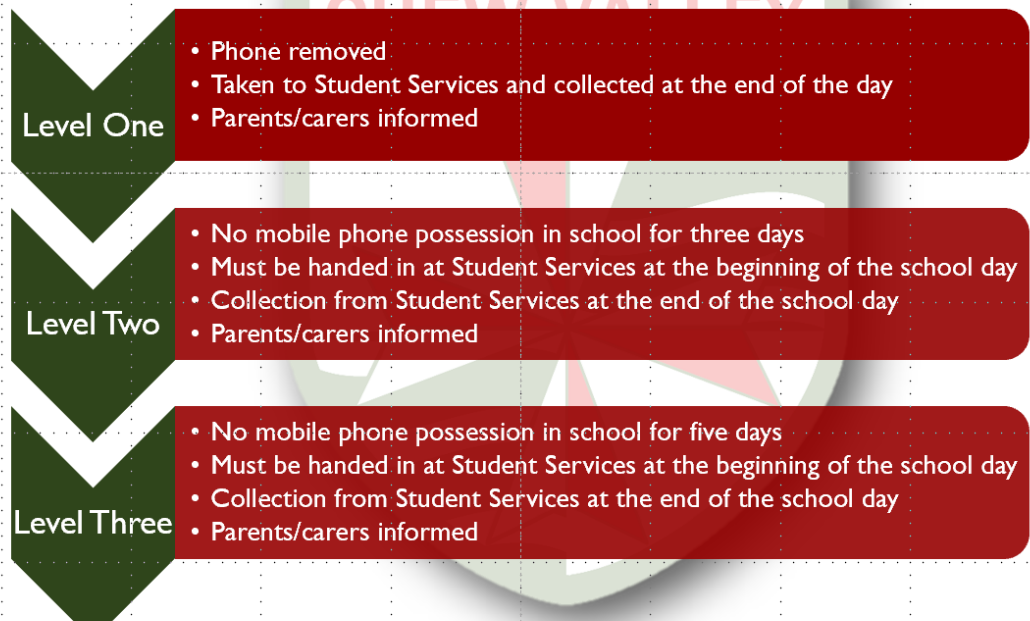 CHEW VALLEY
Level One
• Phone removed
• Taken to Student Services and collected at the end of the day
• Parents/carers informed
Level Two
• No mobile phone possession in school for three days
• Must be handed in at Student Services at the beginning of the school day
• Collection from Student Services at the end of the school day
• Parents/carers informed
Level Three
• No mobile phone possession in school for five days
• Must be handed in at Student Services at the beginning of the school day
• Collection from Student Services at the end of the school day
• Parents/carers informed